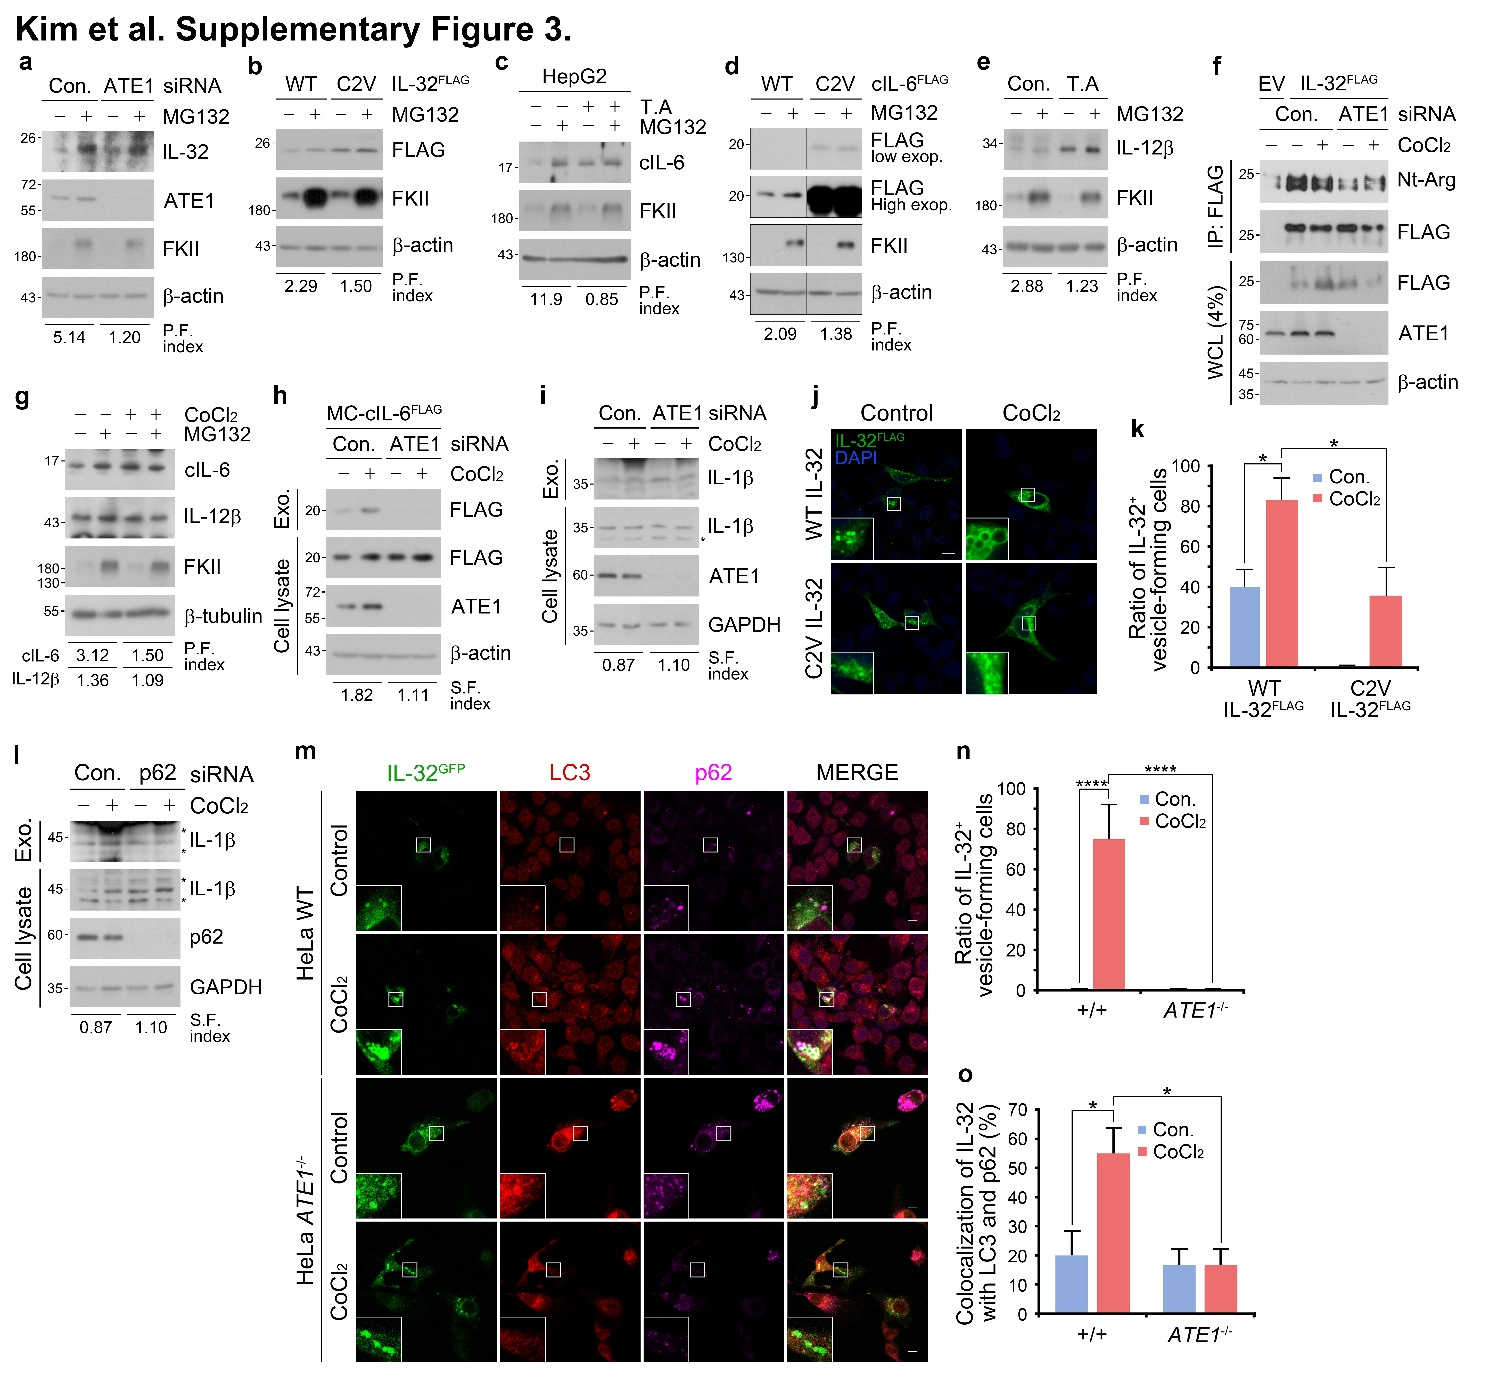 Kim et al. Supplementary Figure 3.
a
Con. ATE1 siRNA
− + − + MG132
26- IL-32
72-
55- ATE1
180- FKII
43- β-actin
5.14 1.20 P.F. index
b
WT C2V IL-32FLAG
− + − + MG132
26- FLAG
180- FKII
43- β-actin
2.29 1.50 P.F. index
c
HepG2
− − + + T.A
− + − + MG132
17- cIL-6
180- FKII
43- β-actin
11.9 0.85 P.F. index
d
WT C2V cIL-6FLAG
− + − + MG132
20- FLAG low exop.
20- FLAG High exop.
130- FKII
43- β-actin
2.09 1.38 P.F. index
e
Con. T.A
− + − + MG132
34- IL-12β
180- FKII
43- β-actin
2.88 1.23 P.F. index
f
EV IL-32FLAG
Con. ATE1 siRNA
− − + − + CoCl2
IP: FLAG
25- Nt-Arg
25- FLAG
WCL (4%)
25- FLAG
75-
60- ATE1
45-
35- β-actin
g
− − + + CoCl2
− + − + MG132
17- cIL-6
43- IL-12β
180-
130- FKII
55- β-tubulin
cIL-6 3.12 1.50 P.F. index
IL-12β 1.36 1.09
h
MC-cIL-6FLAG
Con. ATE1 siRNA
− + − + CoCl2
Exo.
20- FLAG
Cell lysate
20- FLAG
72-
55- ATE1
43- β-actin
1.82 1.11 S.F. index
i
Con. ATE1 siRNA
− + − + CoCl2
Exo.
35- IL-1β
Cell lysate
35- IL-1β
*
60- ATE1
35- GAPDH
0.87 1.10 S.F. index
j
Control CoCl2
IL-32FLAG
DAPI
WT IL-32
C2V IL-32
k
Ratio of IL-32+
vesicle-forming cells
100
80
60
40
20
0
* *
Con.
CoCl2
WT IL-32FLAG
C2V IL-32FLAG
l
Con. p62 siRNA
− + − + CoCl2
Exo.
45- * IL-1β
*
Cell lysate
45- * IL-1β
*
60- p62
35- GAPDH
0.87 1.10 S.F. index
m
IL-32GFP LC3 p62 MERGE
HeLa WT
Control
CoCl2
HeLa ATE1-/-
Control
CoCl2
n
Ratio of IL-32+
vesicle-forming cells
100
80
60
40
20
0
**** ****
Con.
CoCl2
+/+ ATE1-/-
o
Colocalization of IL-32
with LC3 and p62 (%)
70
60
50
40
30
20
10
0
* *
Con.
CoCl2
+/+ ATE1-/-